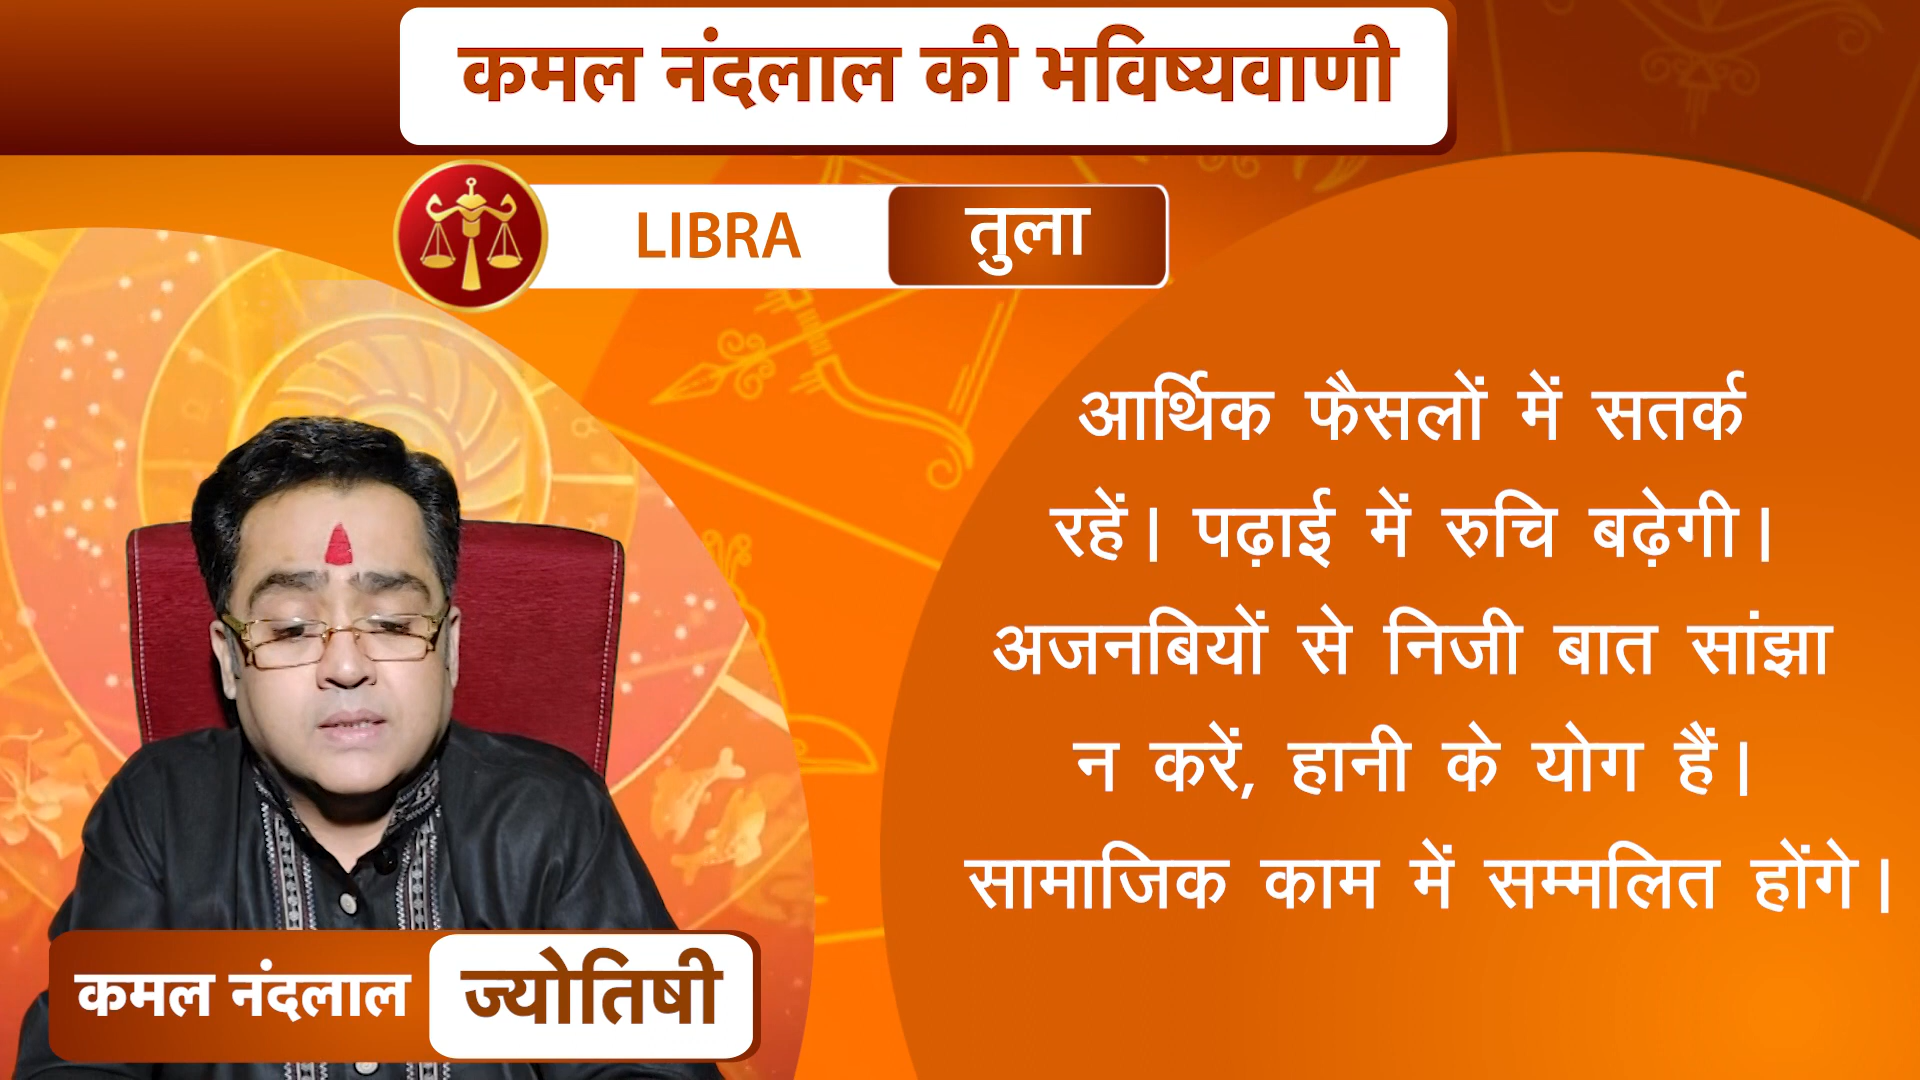 कमल नंदलाल की भविष्यवाणी
LIBRA तुला
आर्थिक फैसलों में सतर्क
रहें। पढ़ाई में रुचि बढ़ेगी।
अजनबियों से निजी बात सांझा
न करें, हानी के योग हैं।
सामाजिक काम में सम्मलित होंगे।
कमल नंदलाल ज्योतिषी